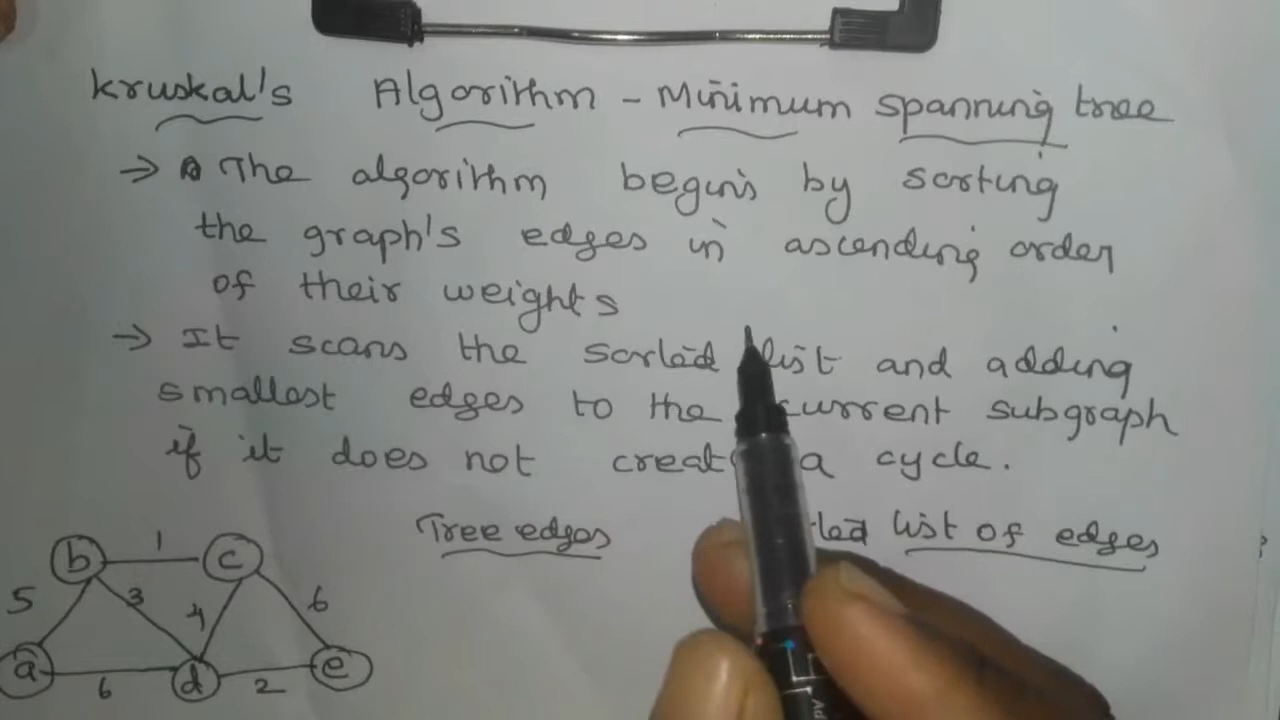 Kruskal's Algorithm - Minimum spanning tree
→ The algorithm begins by sorting
the graph's edges in ascending order
of their weights
→ It scans the sorted list and adding
smallest edges to the current subgraph
if it does not creat a cycle.
Tree edges list of edges
b 1 c
5 3 4 6
a 6 d 2 e